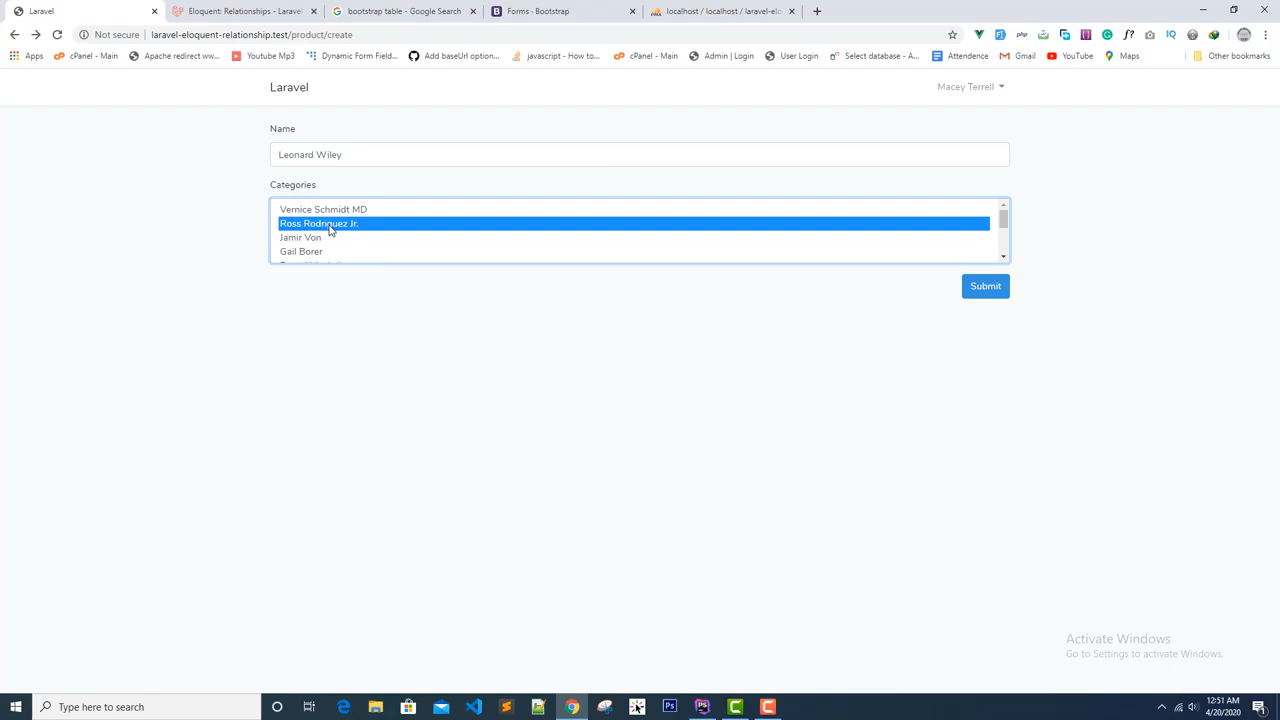 Laravel
Eloquent: Relationships - Laravel
bootstrap table - Google Search
Forms · Bootstrap
localhost / localhost / laravel-elo
Not secure
laravel-eloquent-relationship.test/product/create
Apps
cPanel - Main
Apache redirect ww...
Youtube Mp3
Dynamic Form Field...
Add baseUrl option...
javascript - How to...
cPanel - Main
Admin | Login
User Login
Select database - A...
Attendence
Gmail
YouTube
Maps
Other bookmarks
Laravel
Macey Terrell
Name
Leonard Wiley
Categories
Vernice Schmidt MD
Ross Rodriguez Jr.
Jamir Von
Gail Borer
Submit
Activate Windows
Go to Settings to activate Windows.
Type here to search
12:51 AM
4/20/2020